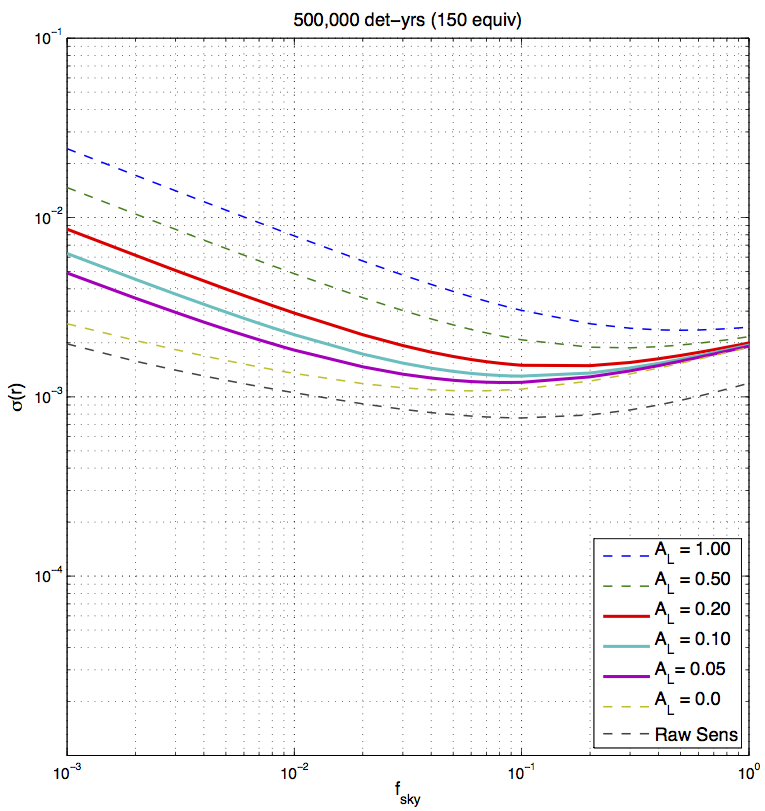 500,000 det-yrs (150 equiv)
10⁻¹
10⁻²
10⁻³
10⁻⁴
σ(r)
10⁻³
10⁻²
10⁻¹
10⁰
f_sky
A_L = 1.00
A_L = 0.50
A_L = 0.20
A_L = 0.10
A_L = 0.05
A_L = 0.0
Raw Sens